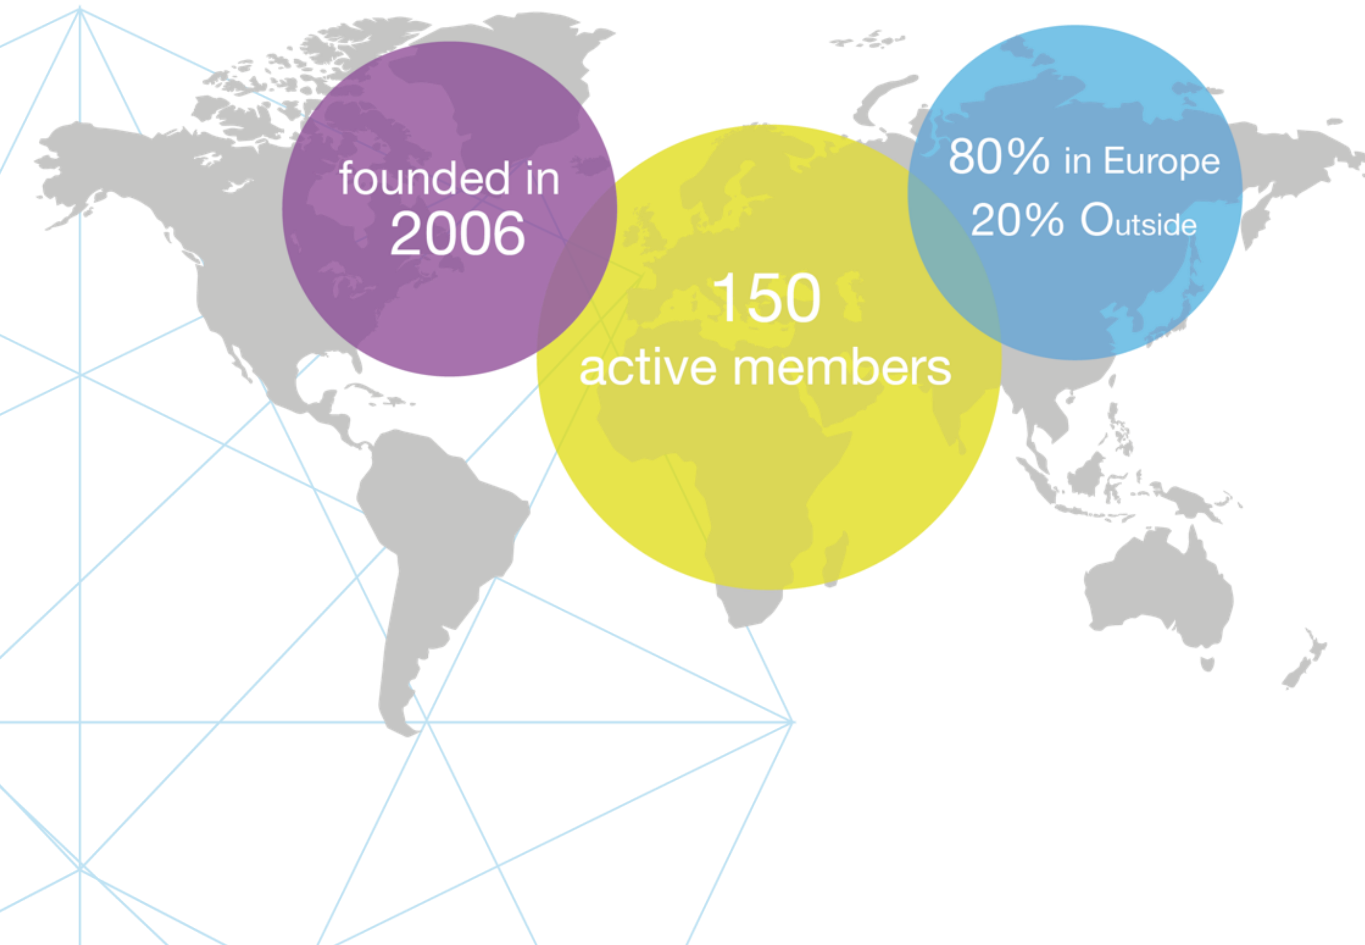 founded in
2006
150
active members
80% in Europe
20% Outside